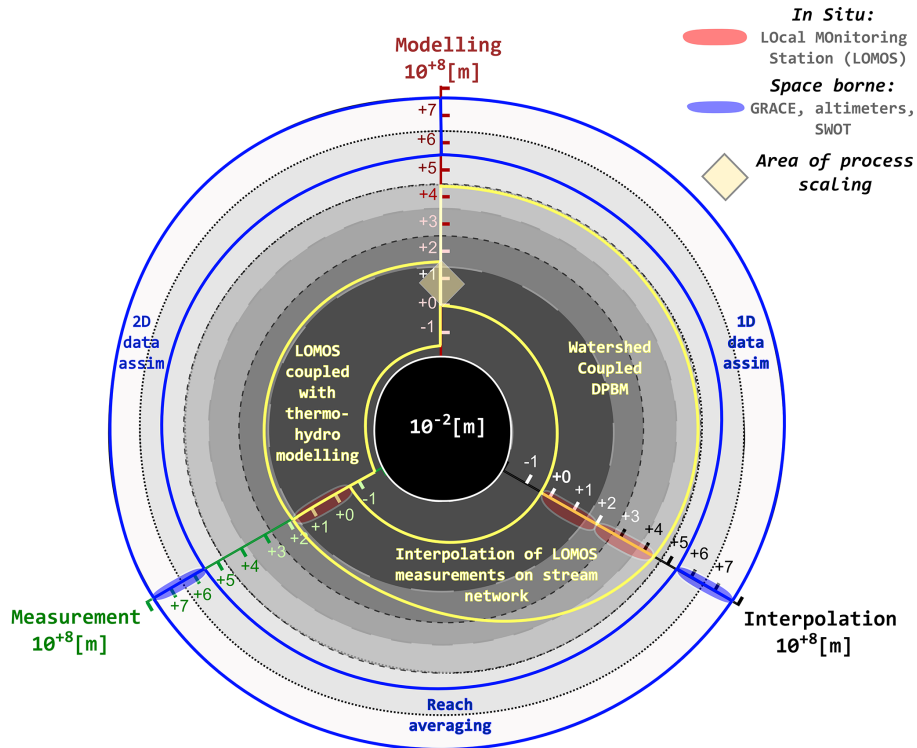 In Situ:
LOcal MOnitoring
Station (LOMOS)
Space borne:
GRACE, altimeters,
SWOT
Area of process
scaling
Modelling
10+8[m]
+7
+6
+5
+4
+3
+2
+1
+0
-1
2D
data
assim
1D
data
assim
LOMOS
coupled
with
thermo-
hydro
modelling
Watershed
Coupled
DPBM
10-2[m]
-1
+0
+1
+2
+3
+4
+5
+6
+7
-1
+0
+1
+2
+3
+4
+5
+6
+7
Interpolation of LOMOS
measurements on stream
network
Measurement
10+8[m]
Interpolation
10+8[m]
Reach
averaging